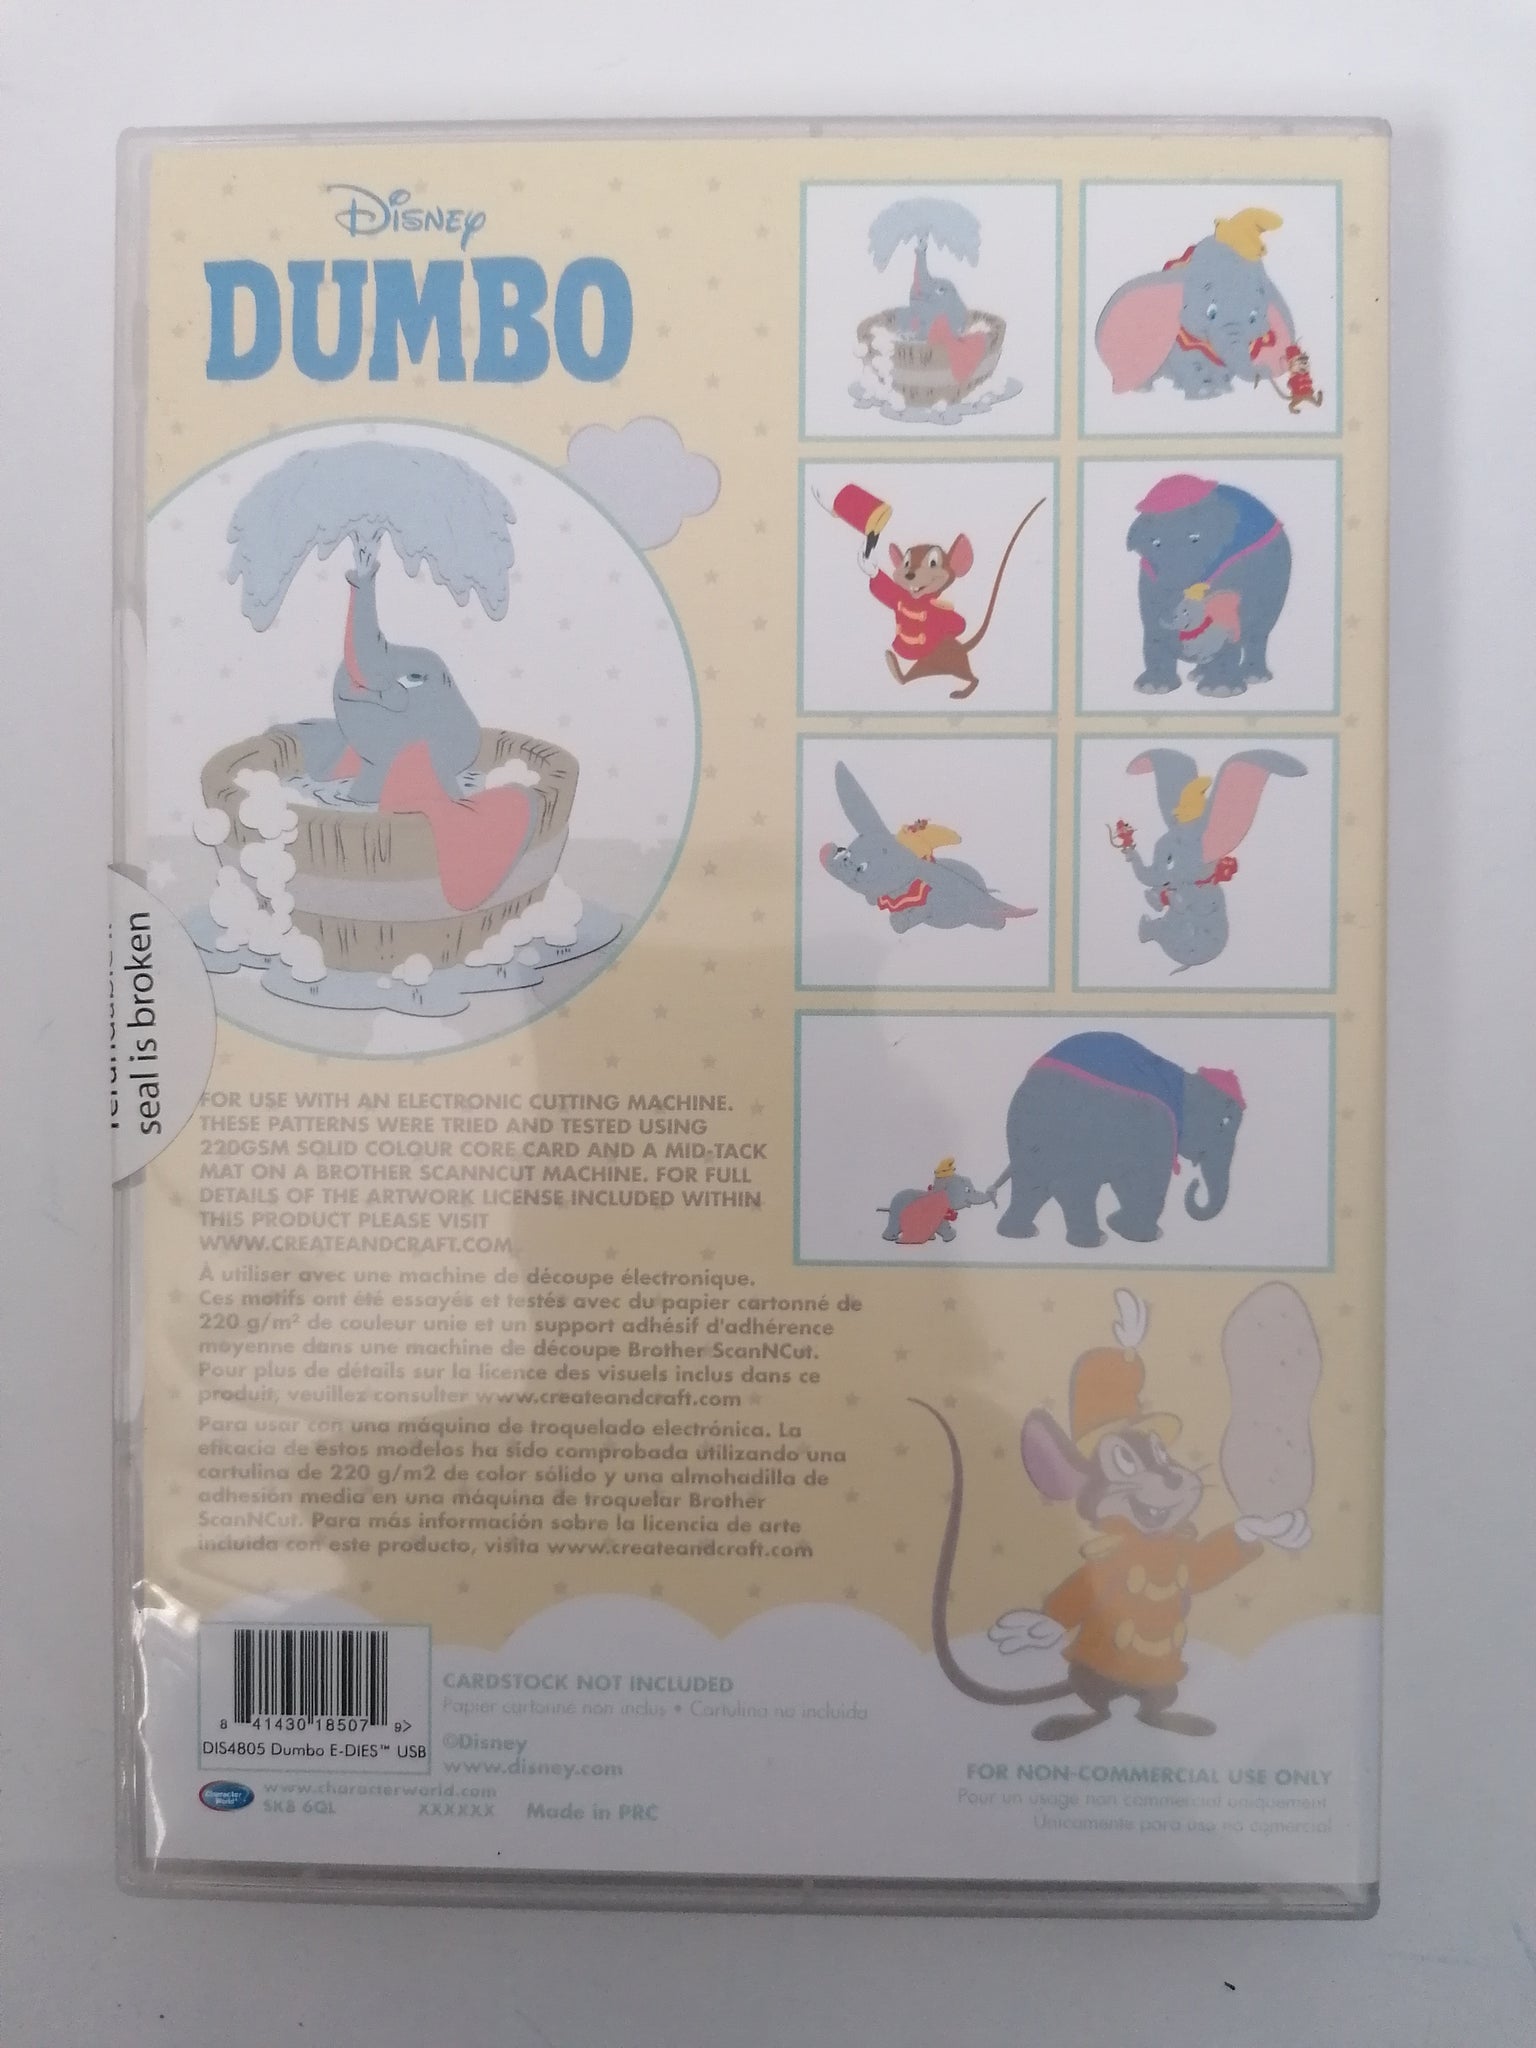 Disney
DUMBO
seal is broken
FOR USE WITH AN ELECTRONIC CUTTING MACHINE.
THESE PATTERNS WERE TRIED AND TESTED USING
220GSM SOLID COLOUR CORE CARD AND A MID-TACK
MAT ON A BROTHER SCANNCUT MACHINE. FOR FULL
DETAILS OF THE ARTWORK LICENSE INCLUDED WITHIN
THIS PRODUCT PLEASE VISIT
WWW.CREATEANDCRAFT.COM
À utiliser avec une machine de découpe électronique.
Ces motifs ont été essayés et testés avec du papier cartonné de
220 g/m² de couleur unie et un support adhésif d'adhérence
moyenne dans une machine de découpe Brother ScanNCut.
Pour plus de détails sur la licence des visuels inclus dans ce
produit, veuillez consulter www.createandcraft.com
Para usar con una máquina de troquelado electrónica. La
eficacia de estos modelos ha sido comprobada utilizando una
cartulina de 220 g/m2 de color sólido y una almohadilla de
adhesión media en una máquina de troquelar Brother
ScanNCut. Para más información sobre la licencia de arte
incluida con este producto, visita www.createandcraft.com
8 41430 18507 9>
DIS4805 Dumbo E-DIES™ USB
CARDSTOCK NOT INCLUDED
Papier cartonné non inclus • Cartulina no incluida
©Disney
www.disney.com
Character World
www.characterworld.com
SK8 6QL XXXXXX Made in PRC
FOR NON-COMMERCIAL USE ONLY
Pour un usage non commercial uniquement
Únicamente para uso no comercial